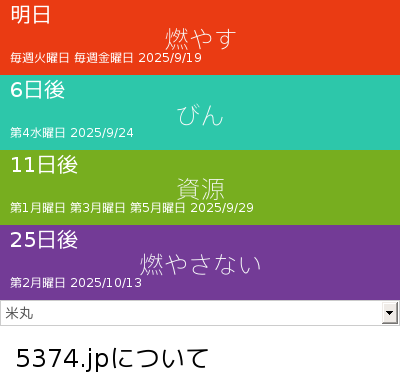 明日
燃やす
毎週火曜日 毎週金曜日 2025/9/19
6日後
びん
第4水曜日 2025/9/24
11日後
資源
第1月曜日 第3月曜日 第5月曜日 2025/9/29
25日後
燃やさない
第2月曜日 2025/10/13
米丸
5374.jpについて